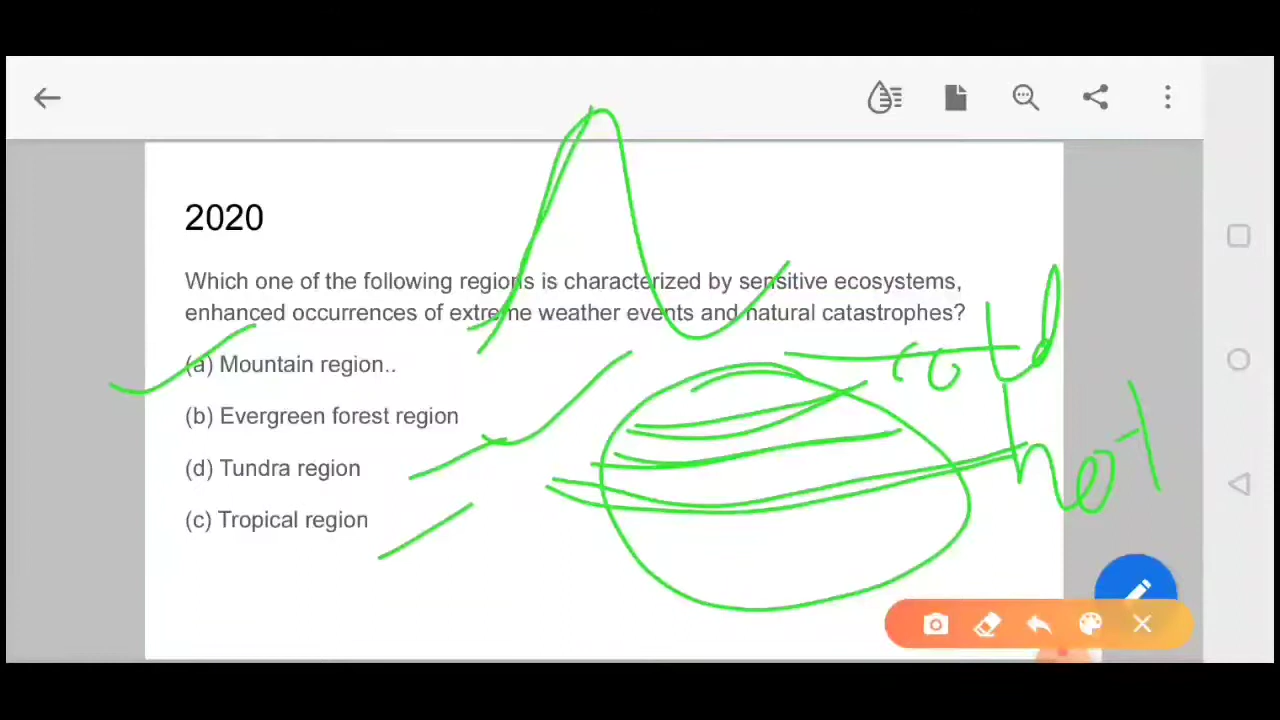 2020
Which one of the following regions is characterized by sensitive ecosystems,
enhanced occurrences of extreme weather events and natural catastrophes?
(a) Mountain region..
(b) Evergreen forest region
(d) Tundra region
(c) Tropical region
cold
hot